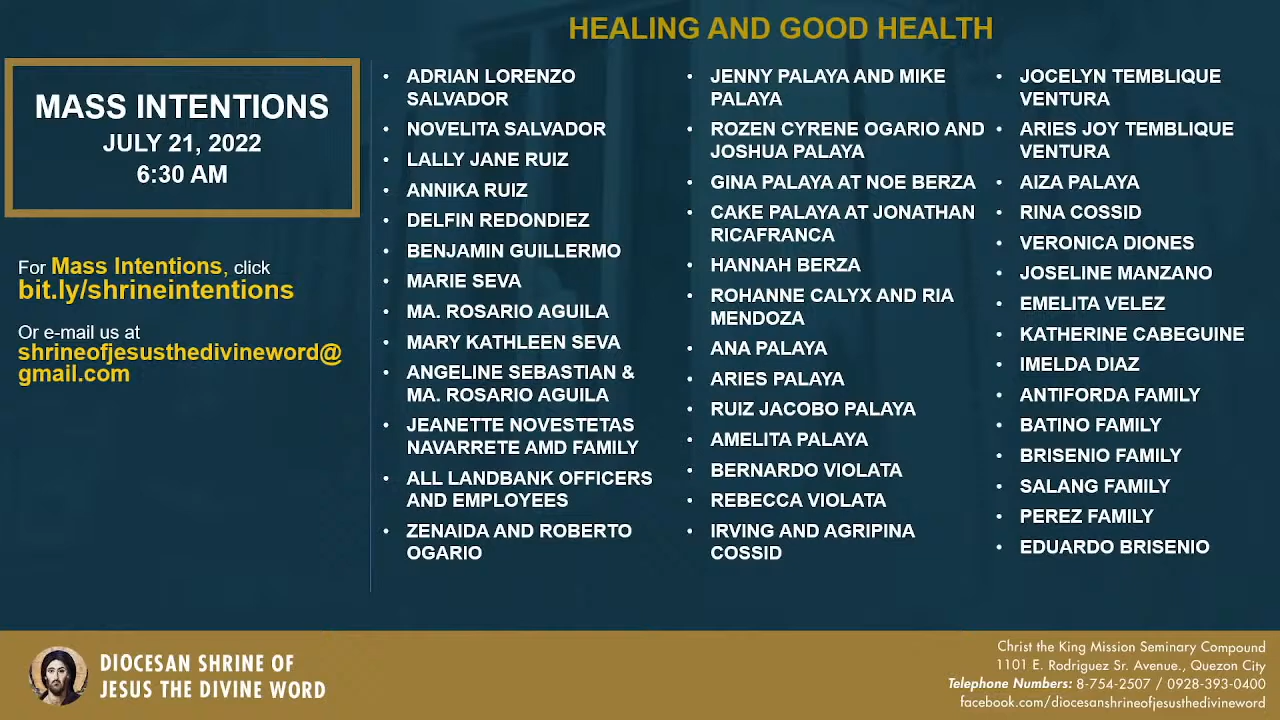 HEALING AND GOOD HEALTH
MASS INTENTIONS
JULY 21, 2022
6:30 AM
For Mass Intentions, click
bit.ly/shrineintentions
Or e-mail us at
shrineofjesusthedivineword@
gmail.com
• ADRIAN LORENZO
SALVADOR
• NOVELITA SALVADOR
• LALLY JANE RUIZ
• ANNIKA RUIZ
• DELFIN REDONDIEZ
• BENJAMIN GUILLERMO
• MARIE SEVA
• MA. ROSARIO AGUILA
• MARY KATHLEEN SEVA
• ANGELINE SEBASTIAN &
MA. ROSARIO AGUILA
• JEANETTE NOVESTETAS
NAVARRETE AMD FAMILY
• ALL LANDBANK OFFICERS
AND EMPLOYEES
• ZENAIDA AND ROBERTO
OGARIO
• JENNY PALAYA AND MIKE
PALAYA
• ROZEN CYRENE OGARIO AND
JOSHUA PALAYA
• GINA PALAYA AT NOE BERZA
• CAKE PALAYA AT JONATHAN
RICAFRANCA
• HANNAH BERZA
• ROHANNE CALYX AND RIA
MENDOZA
• ANA PALAYA
• ARIES PALAYA
• RUIZ JACOBO PALAYA
• AMELITA PALAYA
• BERNARDO VIOLATA
• REBECCA VIOLATA
• IRVING AND AGRIPINA
COSSID
• JOCELYN TEMBLIQUE
VENTURA
• ARIES JOY TEMBLIQUE
VENTURA
• AIZA PALAYA
• RINA COSSID
• VERONICA DIONES
• JOSELINE MANZANO
• EMELITA VELEZ
• KATHERINE CABEGUINE
• IMELDA DIAZ
• ANTIFORDA FAMILY
• BATINO FAMILY
• BRISENIO FAMILY
• SALANG FAMILY
• PEREZ FAMILY
• EDUARDO BRISENIO
DIOCESAN SHRINE OF
JESUS THE DIVINE WORD
Christ the King Mission Seminary Compound
1101 E. Rodriguez Sr. Avenue., Quezon City
Telephone Numbers: 8-754-2507 / 0928-393-0400
facebook.com/diocesanshrineofjesusthedivineword